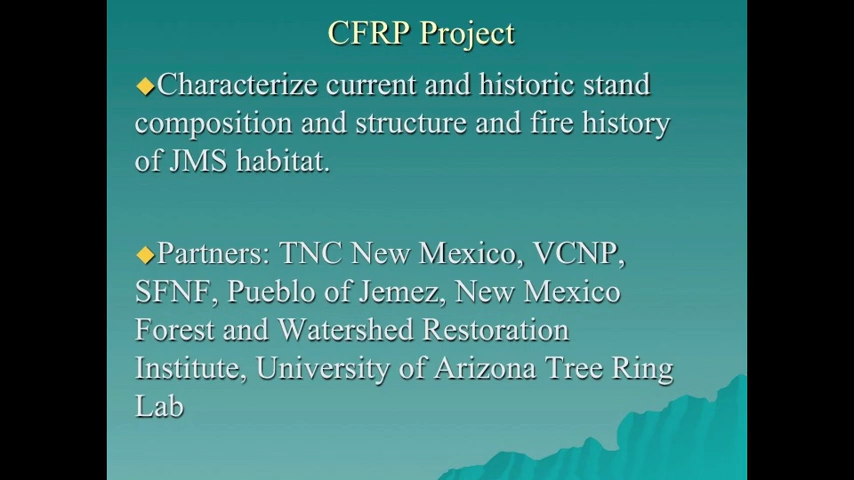 CFRP Project
Characterize current and historic stand
composition and structure and fire history
of JMS habitat.
Partners: TNC New Mexico, VCNP,
SFNF, Pueblo of Jemez, New Mexico
Forest and Watershed Restoration
Institute, University of Arizona Tree Ring
Lab